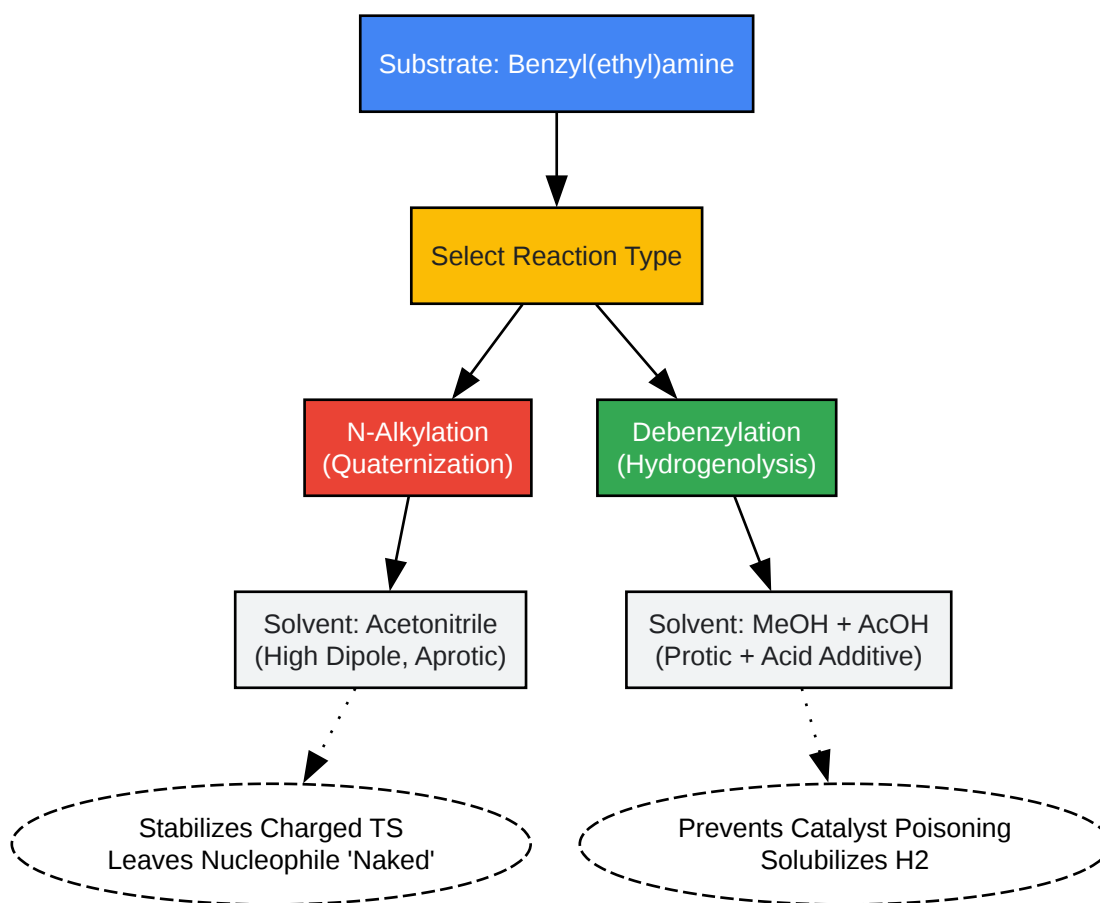 Substrate: Benzyl(ethyl)amine
Select Reaction Type
N-Alkylation
(Quaternization)
Debenzylation
(Hydrogenolysis)
Solvent: Acetonitrile
(High Dipole, Aprotic)
Solvent: MeOH + AcOH
(Protic + Acid Additive)
Stabilizes Charged TS
Leaves Nucleophile 'Naked'
Prevents Catalyst Poisoning
Solubilizes H2